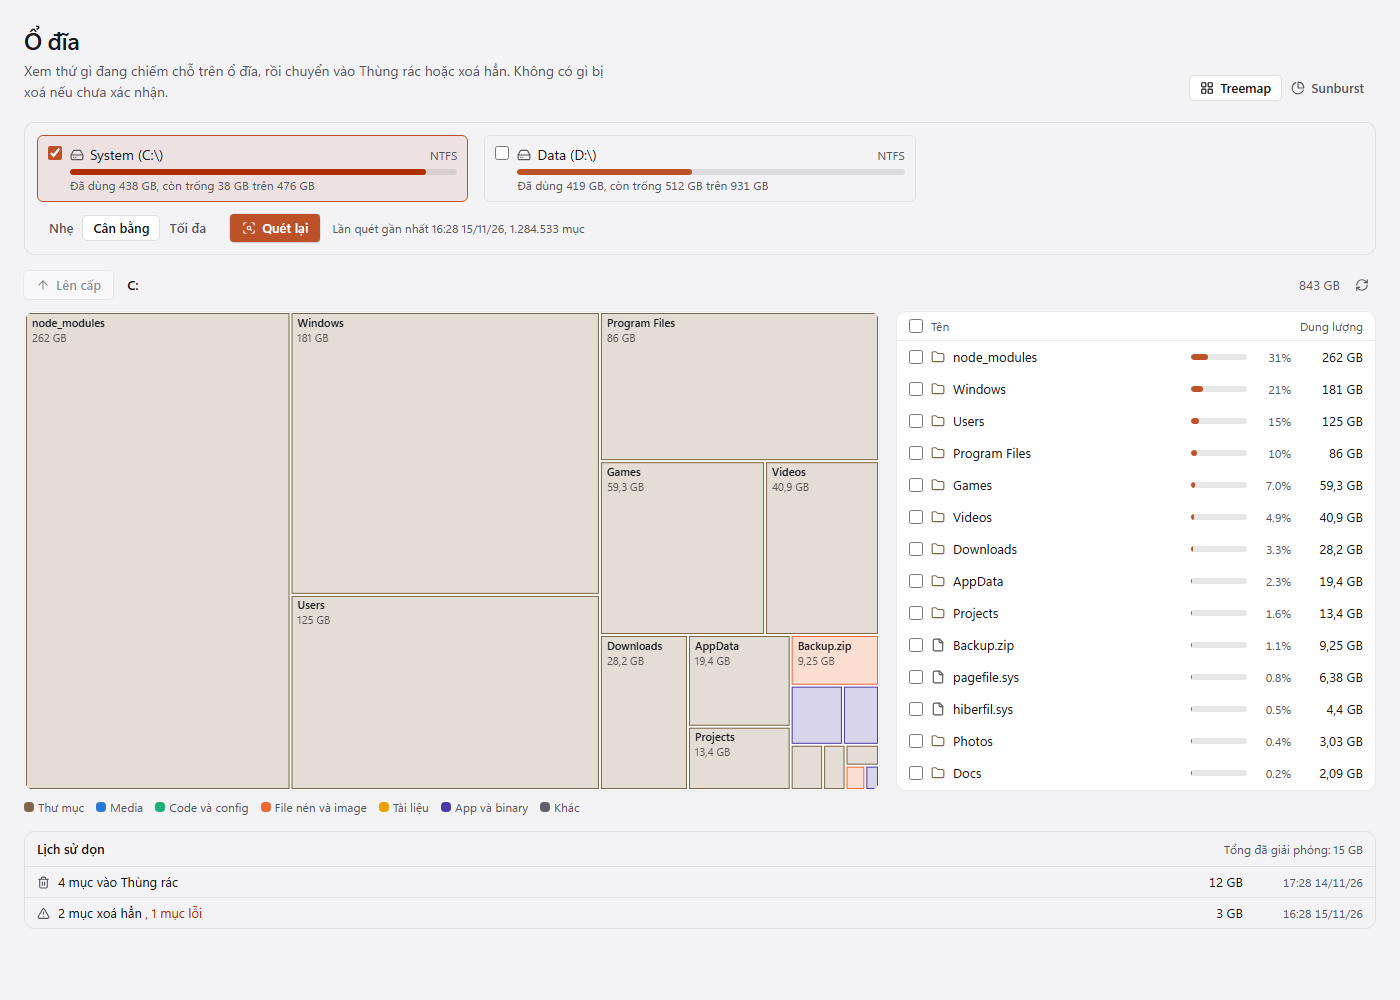 Ổ đĩa
Xem thứ gì đang chiếm chỗ trên ổ đĩa, rồi chuyển vào Thùng rác hoặc xoá hẳn. Không có gì bị
xoá nếu chưa xác nhận.
Treemap
Sunburst
System (C:\)
NTFS
Đã dùng 438 GB, còn trống 38 GB trên 476 GB
Data (D:\)
NTFS
Đã dùng 419 GB, còn trống 512 GB trên 931 GB
Nhẹ
Cân bằng
Tối đa
Quét lại
Lần quét gần nhất 16:28 15/11/26, 1.284.533 mục
Lên cấp
C:
843 GB
node_modules
262 GB
Windows
181 GB
Program Files
86 GB
Games
59,3 GB
Videos
40,9 GB
Users
125 GB
Downloads
28,2 GB
AppData
19,4 GB
Backup.zip
9,25 GB
Projects
13,4 GB
Tên
Dung lượng
node_modules 31% 262 GB
Windows 21% 181 GB
Users 15% 125 GB
Program Files 10% 86 GB
Games 7.0% 59,3 GB
Videos 4.9% 40,9 GB
Downloads 3.3% 28,2 GB
AppData 2.3% 19,4 GB
Projects 1.6% 13,4 GB
Backup.zip 1.1% 9,25 GB
pagefile.sys 0.8% 6,38 GB
hiberfil.sys 0.5% 4,4 GB
Photos 0.4% 3,03 GB
Docs 0.2% 2,09 GB
Thư mục
Media
Code và config
File nén và image
Tài liệu
App và binary
Khác
Lịch sử dọn
Tổng đã giải phóng: 15 GB
4 mục vào Thùng rác
12 GB
17:28 14/11/26
2 mục xoá hẳn , 1 mục lỗi
3 GB
16:28 15/11/26